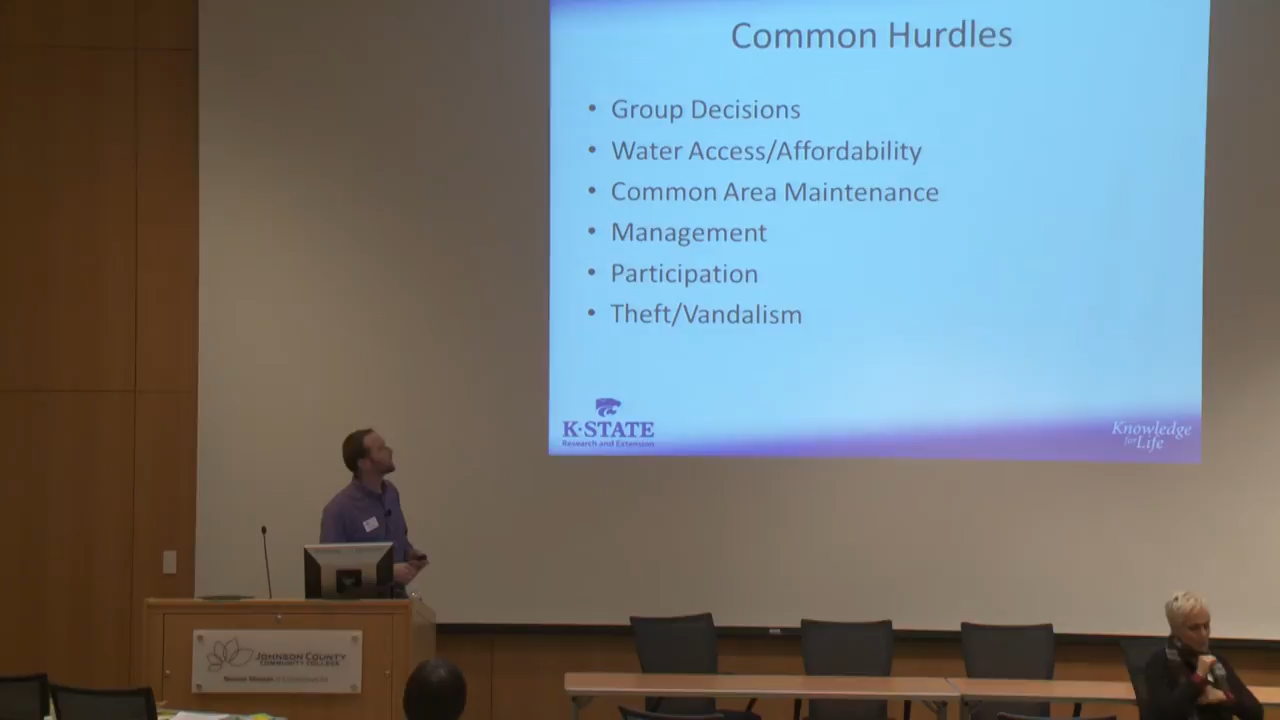 Common Hurdles
• Group Decisions
• Water Access/Affordability
• Common Area Maintenance
• Management
• Participation
• Theft/Vandalism
K·STATE
Research and Extension
Knowledge
for Life
JOHNSON COUNTY
COMMUNITY COLLEGE